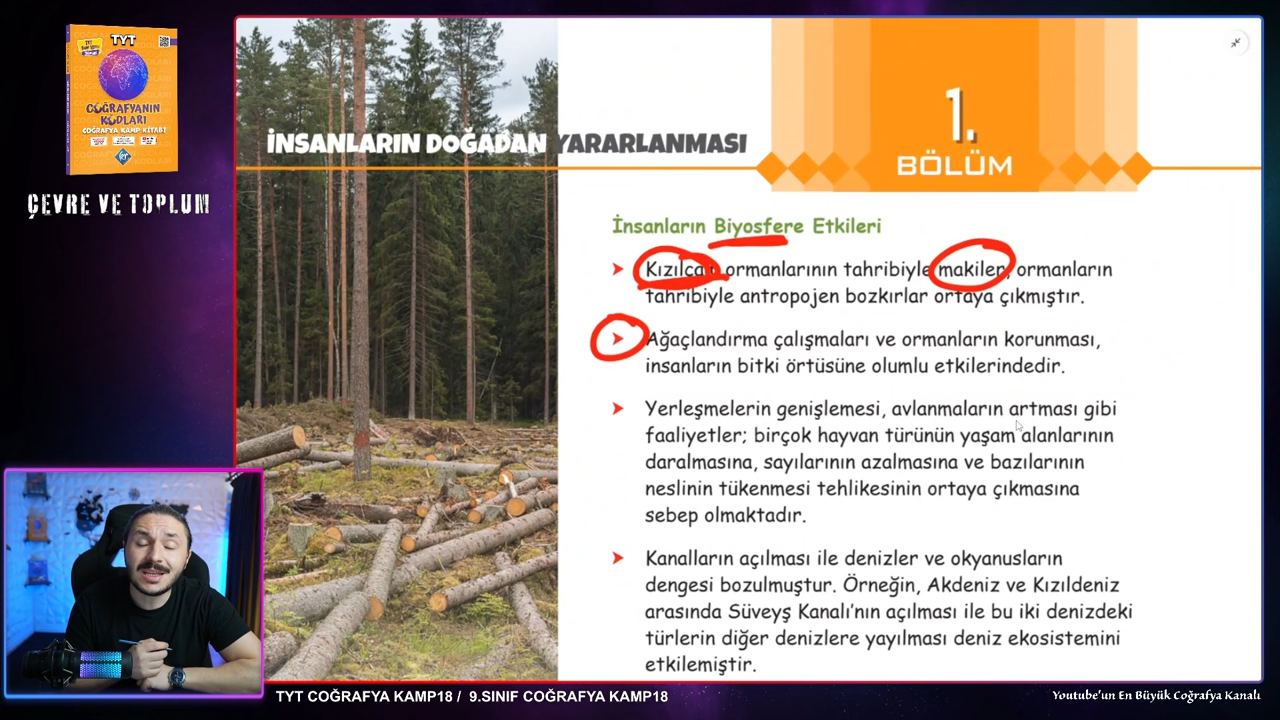 TYT
COĞRAFYANIN
KODLARI
COĞRAFYA KAMP KİTABI
ÇEVRE VE TOPLUM
İNSANLARIN DOĞADAN YARARLANMASI
1.
BÖLÜM
İnsanların Biyosfere Etkileri
➤ Kızılçam ormanlarının tahribiyle makiler, ormanların
tahribiyle antropojen bozkırlar ortaya çıkmıştır.
➤ Ağaçlandırma çalışmaları ve ormanların korunması,
insanların bitki örtüsüne olumlu etkilerindedir.
➤ Yerleşmelerin genişlemesi, avlanmaların artması gibi
faaliyetler; birçok hayvan türünün yaşam alanlarının
daralmasına, sayılarının azalmasına ve bazılarının
neslinin tükenmesi tehlikesinin ortaya çıkmasına
sebep olmaktadır.
➤ Kanalların açılması ile denizler ve okyanusların
dengesi bozulmuştur. Örneğin, Akdeniz ve Kızıldeniz
arasında Süveyş Kanalı'nın açılması ile bu iki denizdeki
türlerin diğer denizlere yayılması deniz ekosistemini
etkilemiştir.
TYT COĞRAFYA KAMP18 / 9.SINIF COĞRAFYA KAMP18
Youtube'un En Büyük Coğrafya Kanalı